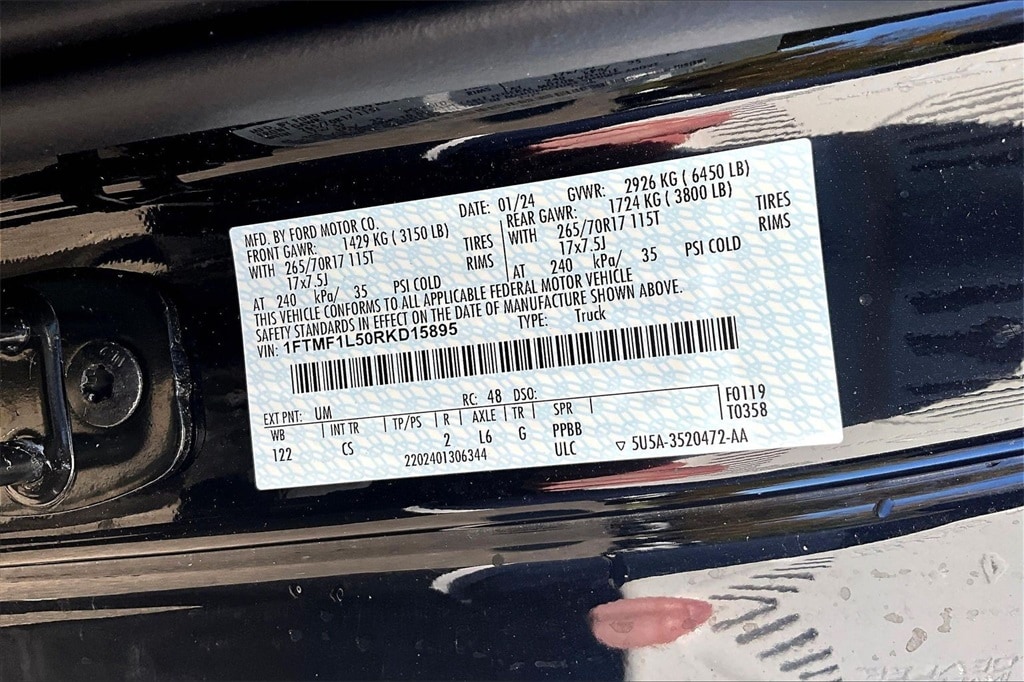 MFD. BY FORD MOTOR CO. DATE: 01/24 GVWR: 2926 KG ( 6450 LB)
FRONT GAWR: 1429 KG ( 3150 LB) REAR GAWR: 1724 KG ( 3800 LB)
WITH 265/70R17 115T TIRES WITH 265/70R17 115T TIRES
17x7.5J RIMS 17x7.5J RIMS
AT 240 kPa/ 35 PSI COLD AT 240 kPa/ 35 PSI COLD
THIS VEHICLE CONFORMS TO ALL APPLICABLE FEDERAL MOTOR VEHICLE
SAFETY STANDARDS IN EFFECT ON THE DATE OF MANUFACTURE SHOWN ABOVE.
VIN: 1FTMF1L50RKD15895 TYPE: Truck
EXT PNT: UM RC: 48 DSO: F0119
WB INT TR TP/PS R AXLE TR SPR T0358
122 CS 2 L6 G PPBB
2202401306344 ULC ▽ 5U5A-3520472-AA